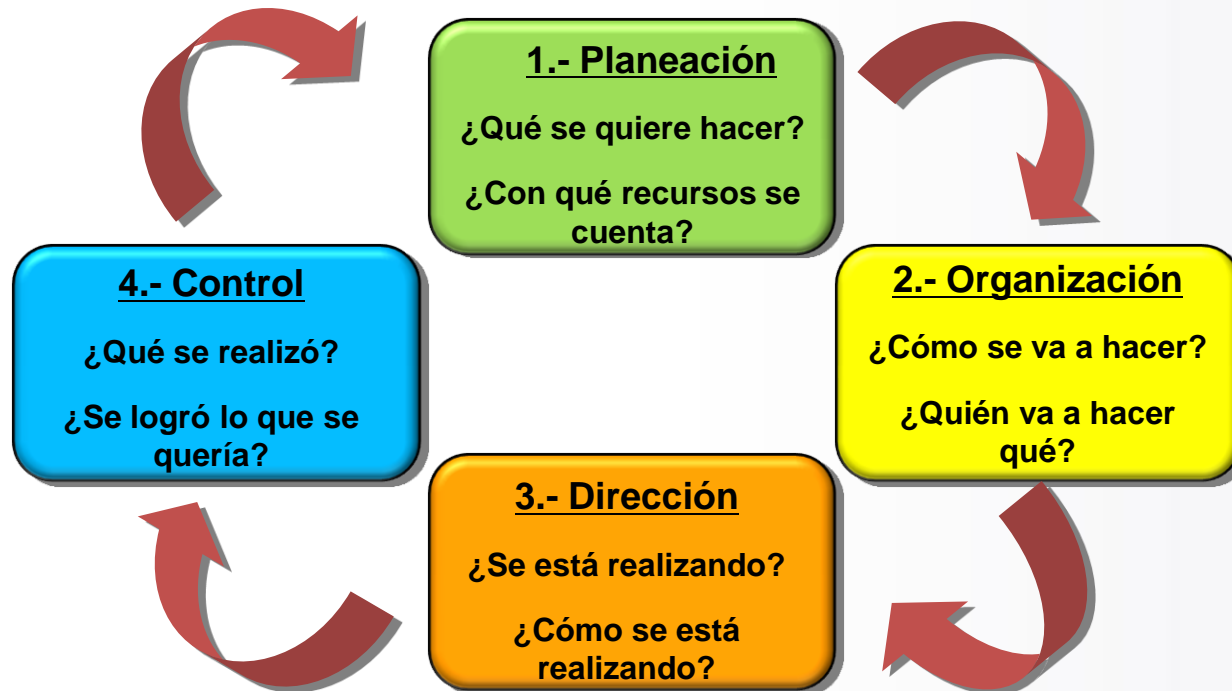 1.- Planeación
¿Qué se quiere hacer?
¿Con qué recursos se
cuenta?
2.- Organización
¿Cómo se va a hacer?
¿Quién va a hacer
qué?
3.- Dirección
¿Se está realizando?
¿Cómo se está
realizando?
4.- Control
¿Qué se realizó?
¿Se logró lo que se
quería?